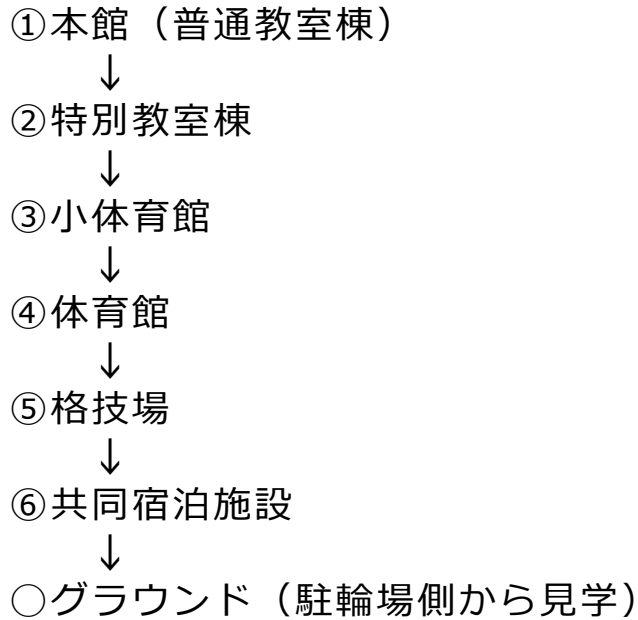 ①本館（普通教室棟）
↓
②特別教室棟
↓
③小体育館
↓
④体育館
↓
⑤格技場
↓
⑥共同宿泊施設
↓
○グラウンド（駐輪場側から見学）